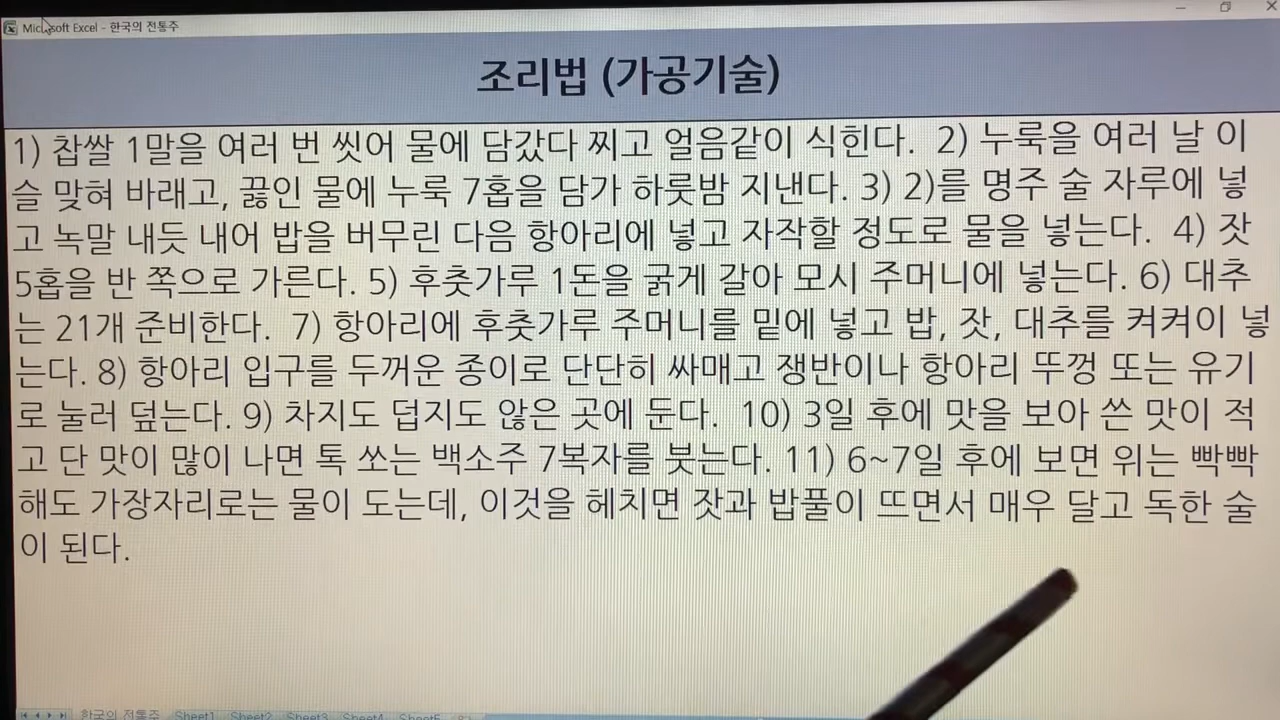 Microsoft Excel - 한국의 전통주
조리법 (가공기술)
1) 찹쌀 1말을 여러 번 씻어 물에 담갔다 찌고 얼음같이 식힌다. 2) 누룩을 여러 날 이
슬 맞혀 바래고, 끓인 물에 누룩 7홉을 담가 하룻밤 지낸다. 3) 2)를 명주 술 자루에 넣
고 녹말 내듯 내어 밥을 버무린 다음 항아리에 넣고 자작할 정도로 물을 넣는다. 4) 잣
5홉을 반 쪽으로 가른다. 5) 후춧가루 1돈을 굵게 갈아 모시 주머니에 넣는다. 6) 대추
는 21개 준비한다. 7) 항아리에 후춧가루 주머니를 밑에 넣고 밥, 잣, 대추를 켜켜이 넣
는다. 8) 항아리 입구를 두꺼운 종이로 단단히 싸매고 쟁반이나 항아리 뚜껑 또는 유기
로 눌러 덮는다. 9) 차지도 덥지도 않은 곳에 둔다. 10) 3일 후에 맛을 보아 쓴 맛이 적
고 단 맛이 많이 나면 톡 쏘는 백소주 7복자를 붓는다. 11) 6~7일 후에 보면 위는 빡빡
해도 가장자리로는 물이 도는데, 이것을 헤치면 잣과 밥풀이 뜨면서 매우 달고 독한 술
이 된다.
한국의 전통주 Sheet1 Sheet2 Sheet3 Sheet4 Sheet5